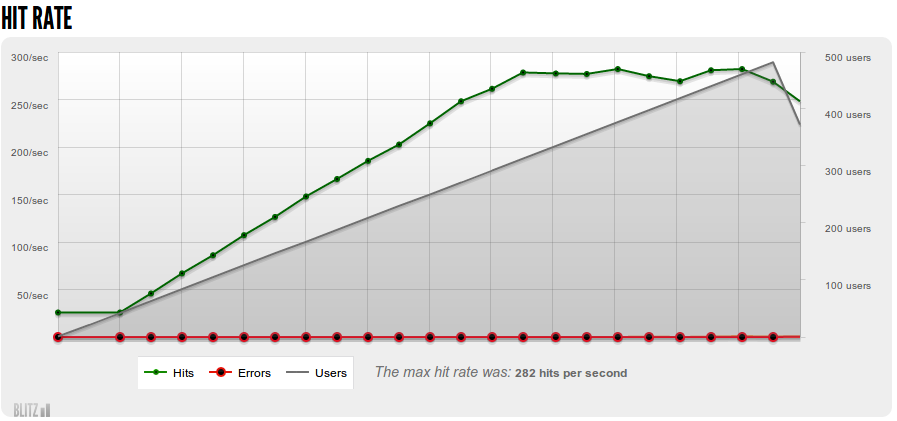 HIT RATE
300/sec
250/sec
200/sec
150/sec
100/sec
50/sec
500 users
400 users
300 users
200 users
100 users
Hits Errors Users
The max hit rate was: 282 hits per second
BLITZ